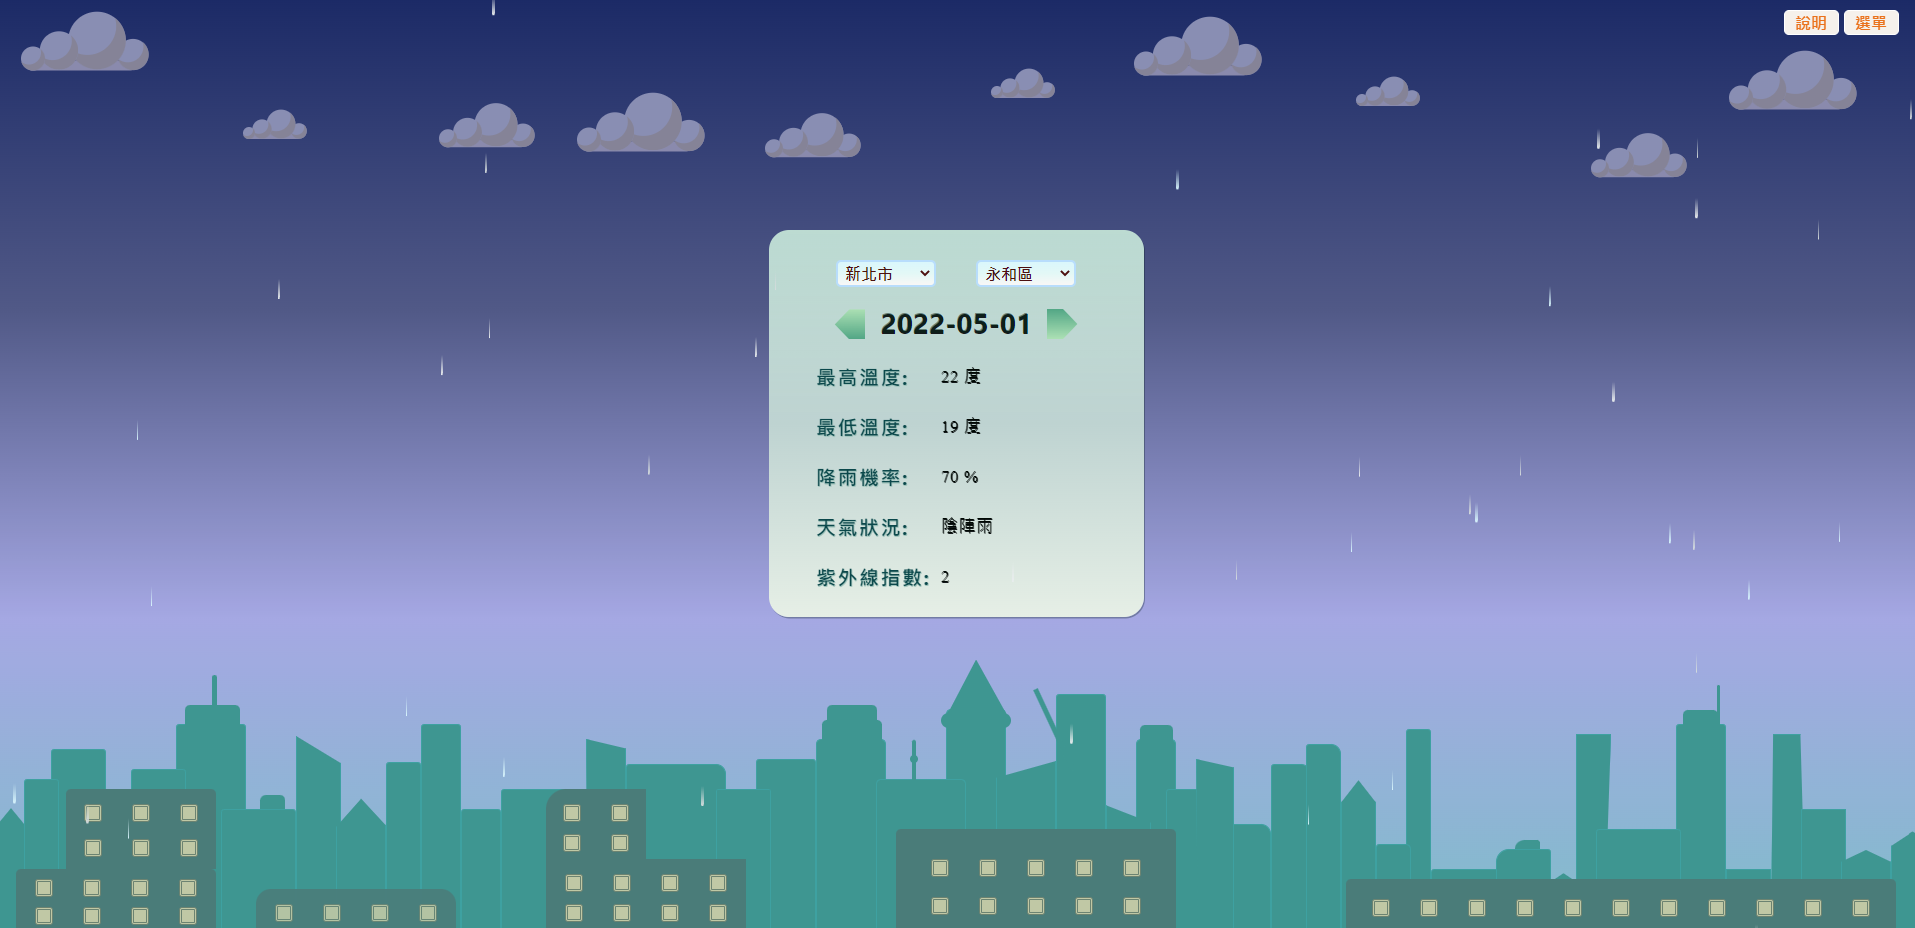 說明 選單
新北市 永和區
2022-05-01
最高溫度: 22 度
最低溫度: 19 度
降雨機率: 70 %
天氣狀況: 陰陣雨
紫外線指數: 2